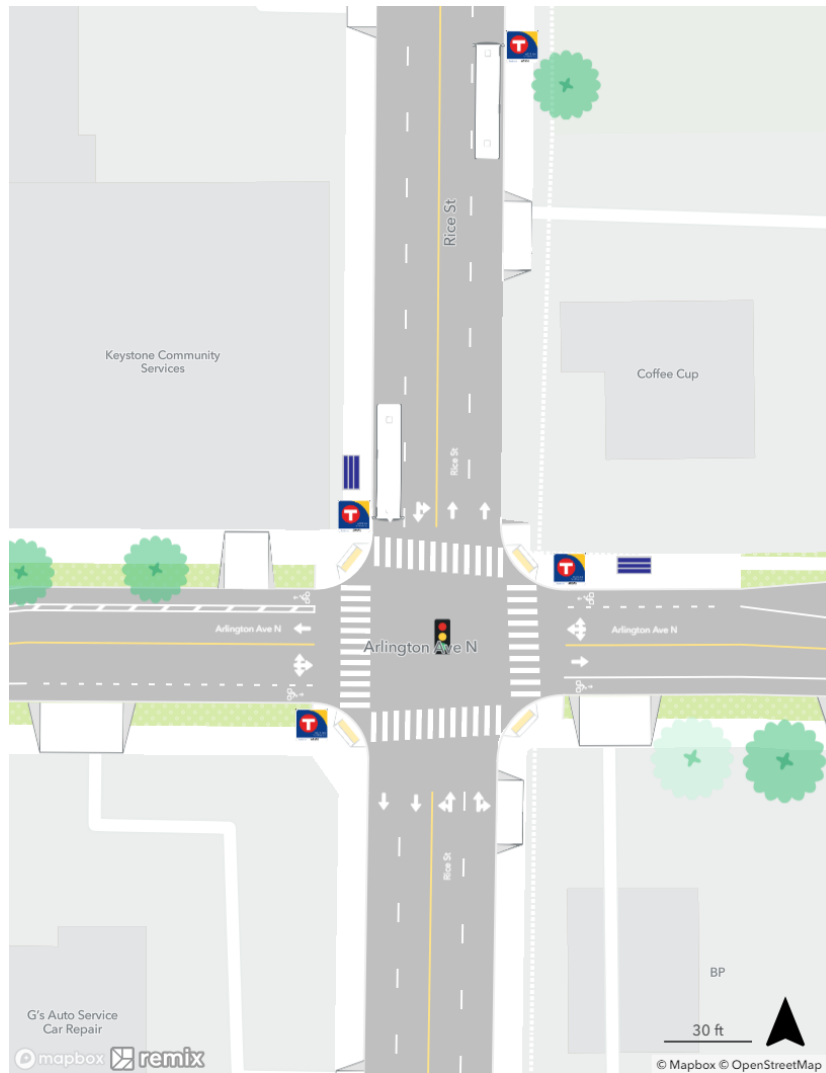 T
Rice St
Keystone Community
Services
Coffee Cup
Rice St
T
T
Arlington Ave N
Arlington Ave N
Arlington Ave N
T
Rice St
BP
G's Auto Service
Car Repair
30 ft
mapbox remix
© Mapbox © OpenStreetMap